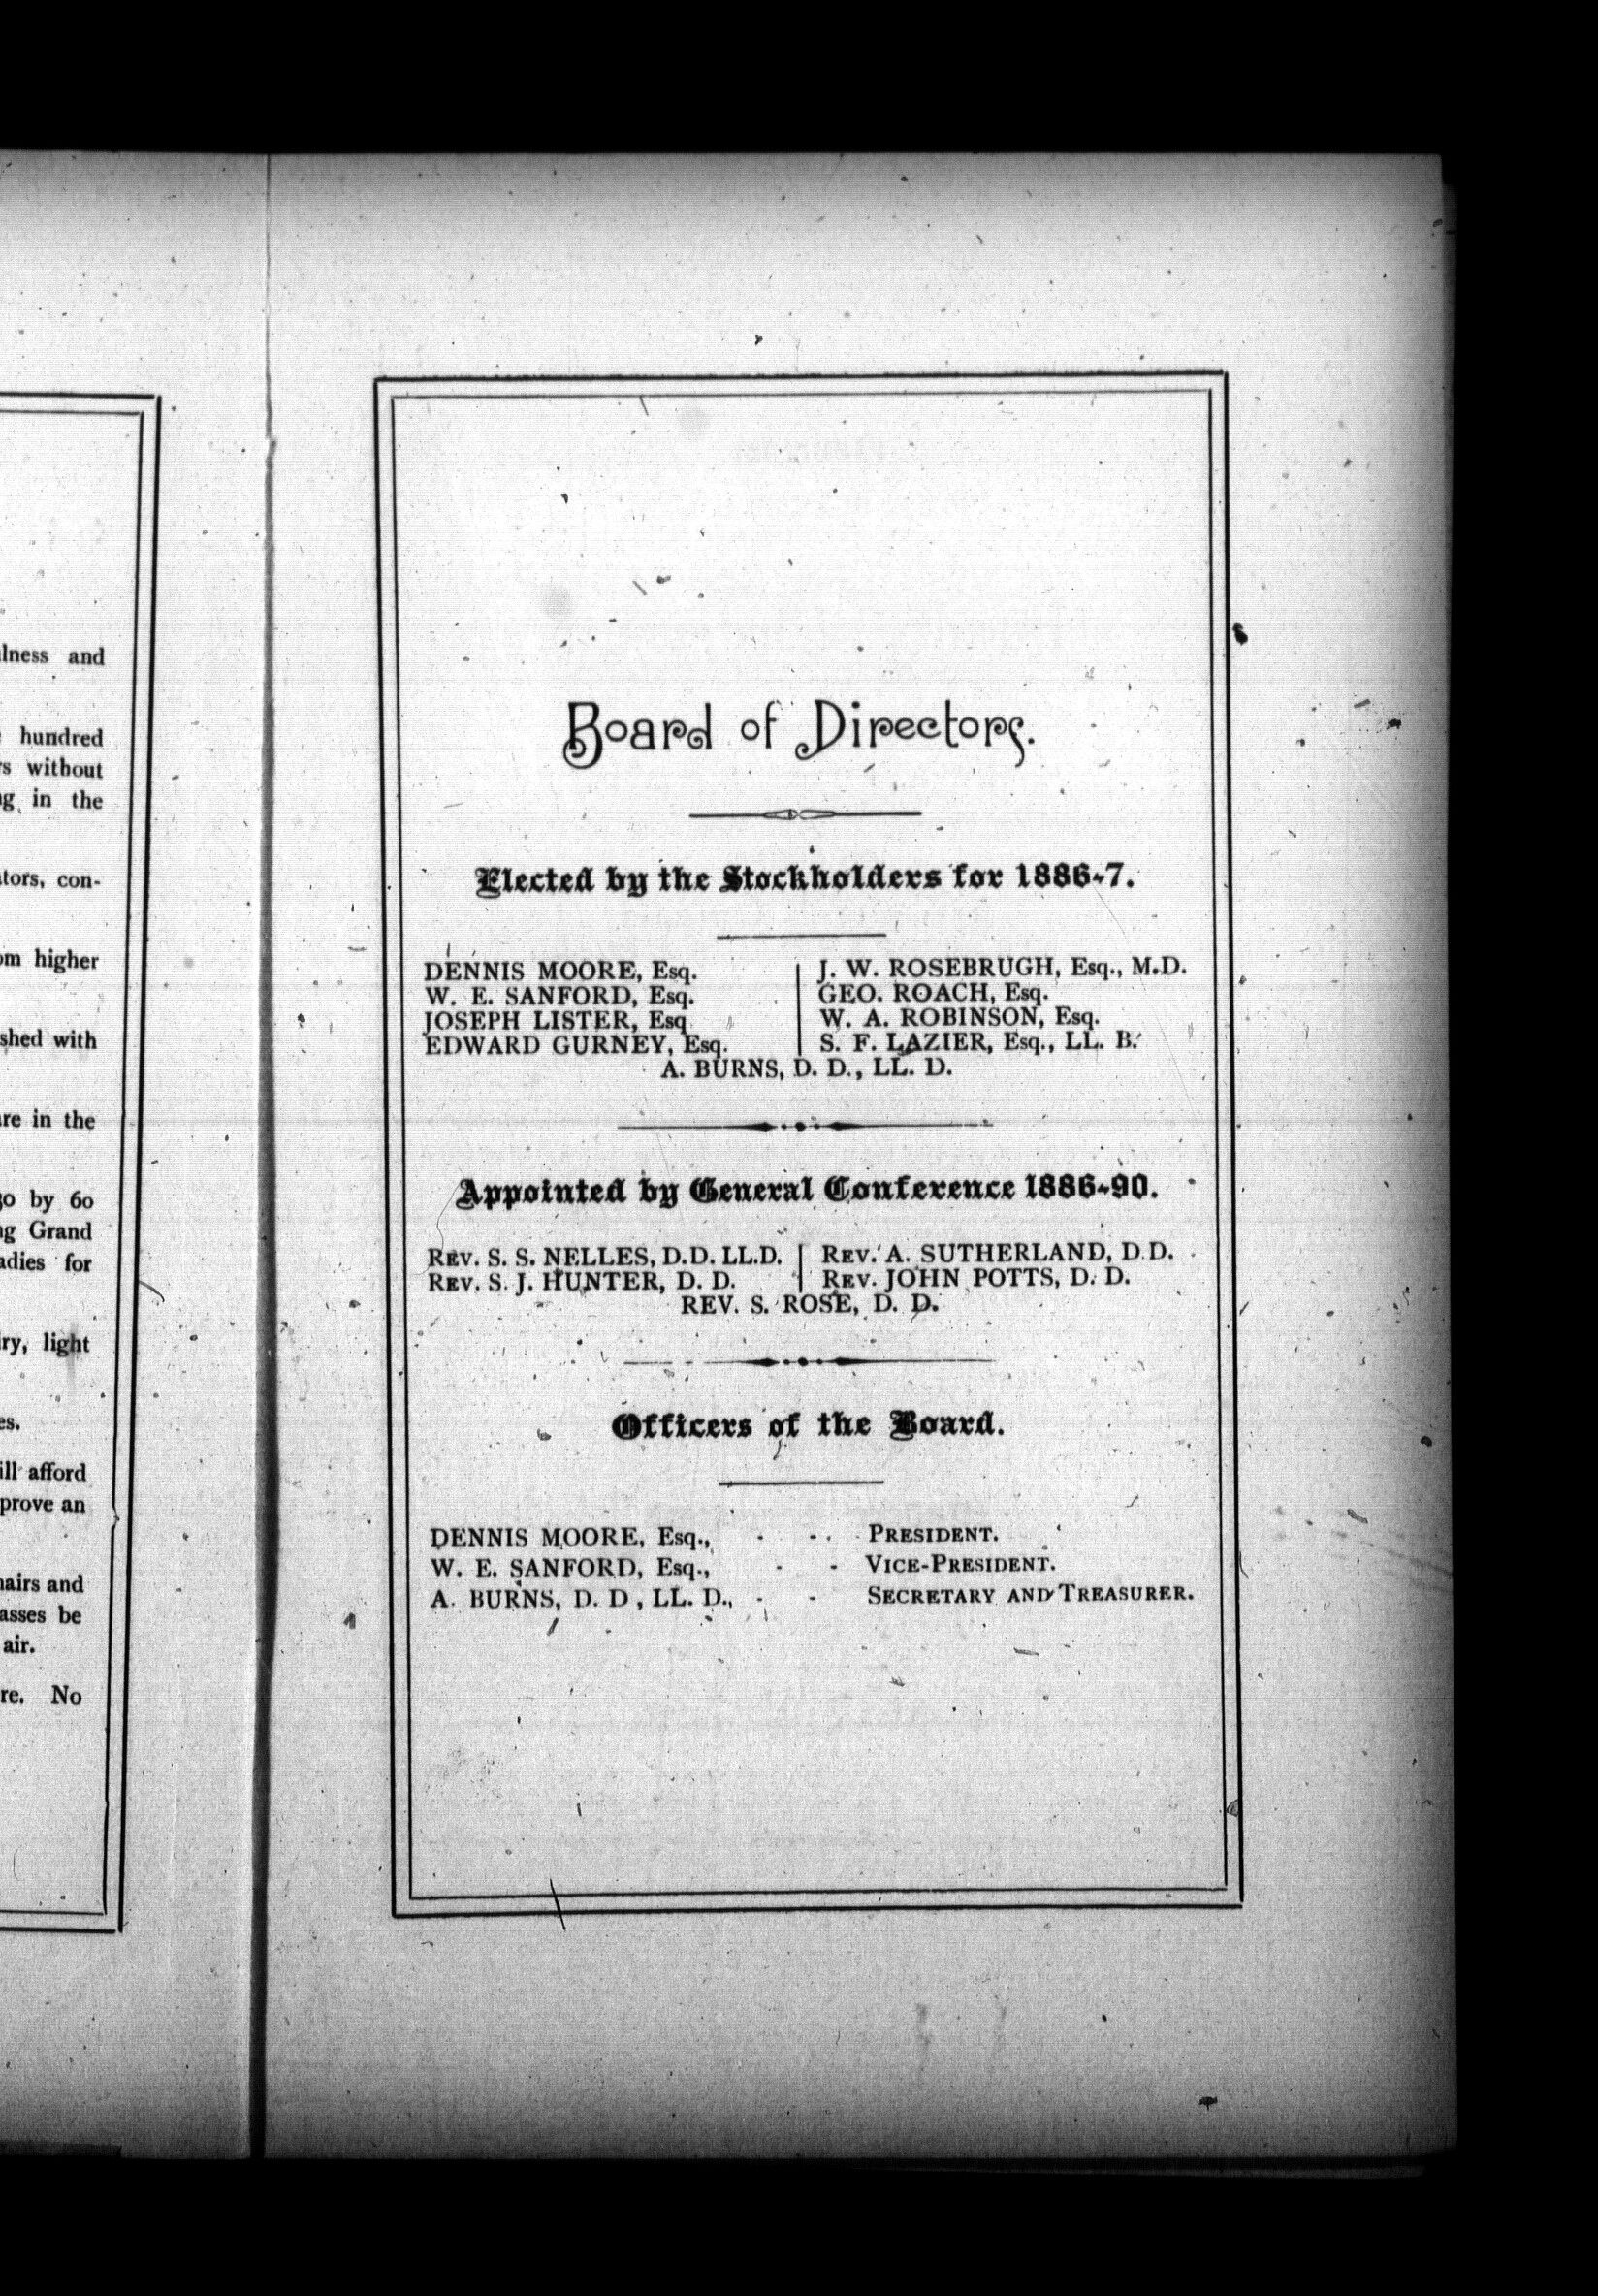 lness and
hundred
s without
g in the
tors, con-
om higher
shed with
are in the
30 by 60
ng Grand
adies for
ry, light
es.
ill afford
prove an
hairs and
asses be
air.
re. No
Board of Directors.
Elected by the Stockholders for 1886-7.
DENNIS MOORE, Esq.
W. E. SANFORD, Esq.
JOSEPH LISTER, Esq
EDWARD GURNEY, Esq.
J. W. ROSEBRUGH, Esq., M.D.
GEO. ROACH, Esq.
W. A. ROBINSON, Esq.
S. F. LAZIER, Esq., LL. B.
A. BURNS, D. D., LL. D.
Appointed by General Conference 1886-90.
REV. S. S. NELLES, D.D. LL.D.
REV. S. J. HUNTER, D. D.
REV. A. SUTHERLAND, D.D.
REV. JOHN POTTS, D. D.
REV. S. ROSE, D. D.
Officers of the Board.
DENNIS MOORE, Esq., - - PRESIDENT.
W. E. SANFORD, Esq., - - VICE-PRESIDENT.
A. BURNS, D. D , LL. D., - - SECRETARY AND TREASURER.